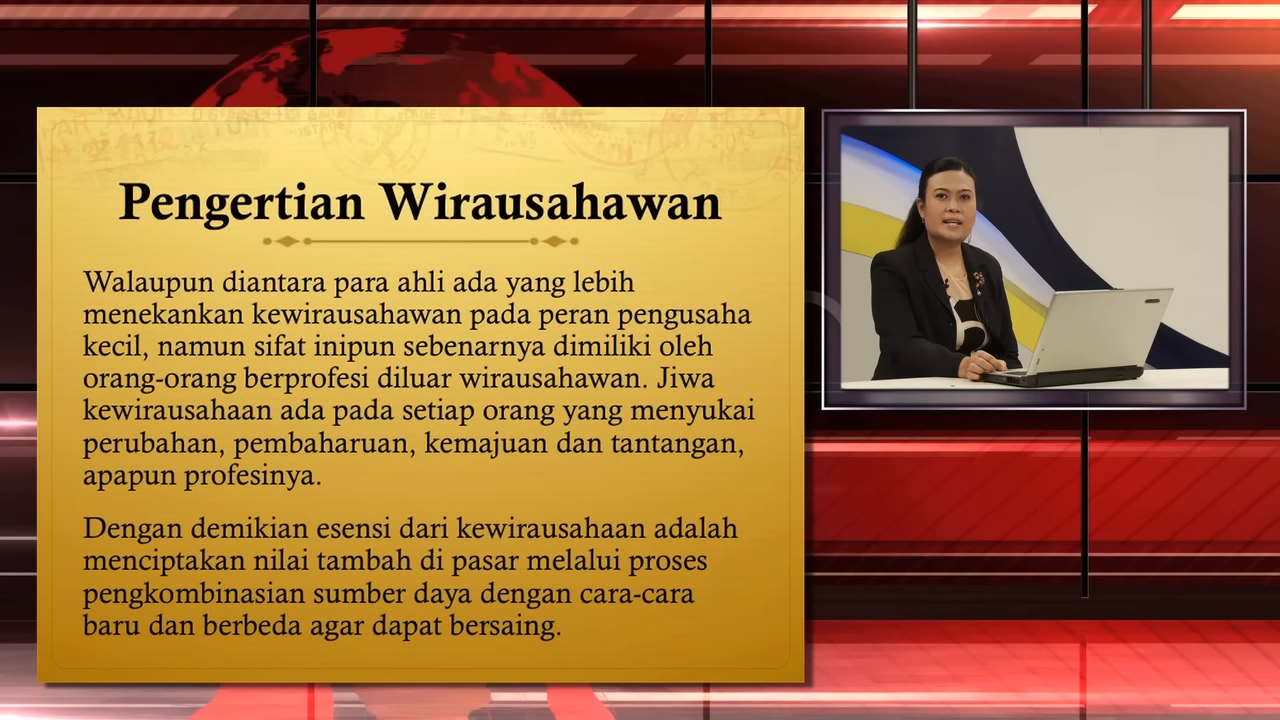 Pengertian Wirausahawan
Walaupun diantara para ahli ada yang lebih
menekankan kewirausahawan pada peran pengusaha
kecil, namun sifat inipun sebenarnya dimiliki oleh
orang-orang berprofesi diluar wirausahawan. Jiwa
kewirausahaan ada pada setiap orang yang menyukai
perubahan, pembaharuan, kemajuan dan tantangan,
apapun profesinya.
Dengan demikian esensi dari kewirausahaan adalah
menciptakan nilai tambah di pasar melalui proses
pengkombinasian sumber daya dengan cara-cara
baru dan berbeda agar dapat bersaing.